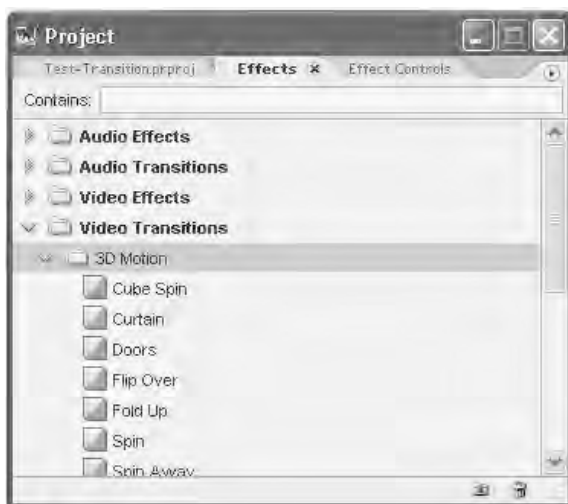 Project
Test-Transition.prproj Effects × Effect Controls
Contains:
Audio Effects
Audio Transitions
Video Effects
Video Transitions
3D Motion
Cube Spin
Curtain
Doors
Flip Over
Fold Up
Spin
Spin Away